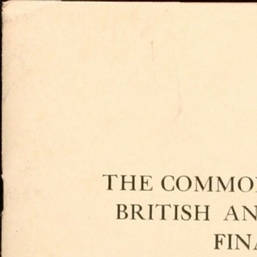 THE COMMO
BRITISH AN
FINA